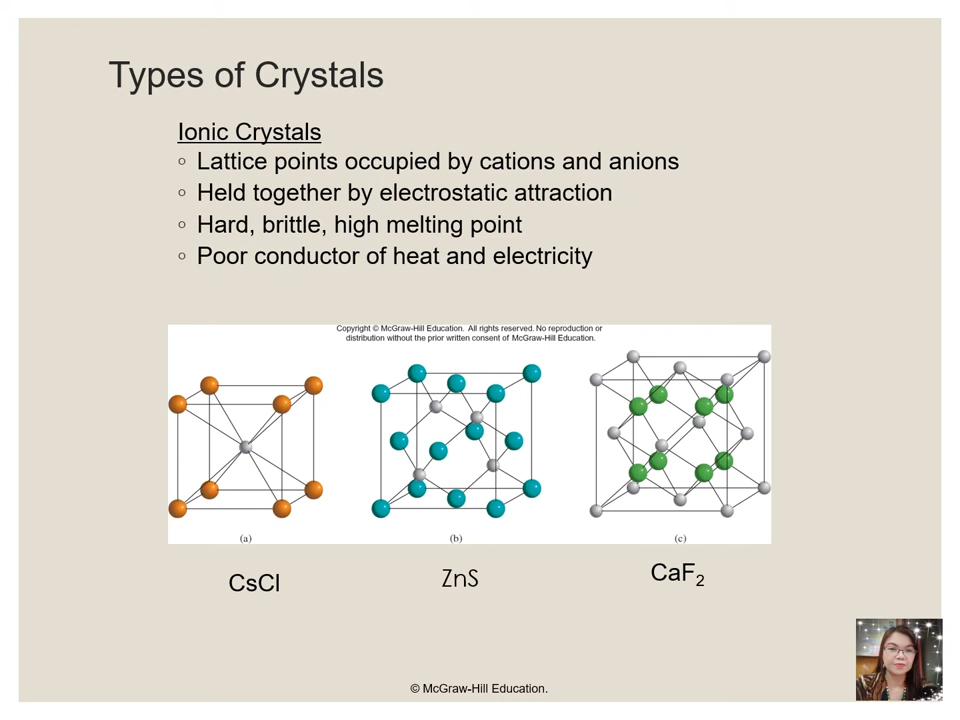 Types of Crystals
Ionic Crystals
◦ Lattice points occupied by cations and anions
◦ Held together by electrostatic attraction
◦ Hard, brittle, high melting point
◦ Poor conductor of heat and electricity
Copyright © McGraw-Hill Education. All rights reserved. No reproduction or
distribution without the prior written consent of McGraw-Hill Education.
(a) (b) (c)
CsCl ZnS CaF₂
© McGraw-Hill Education.